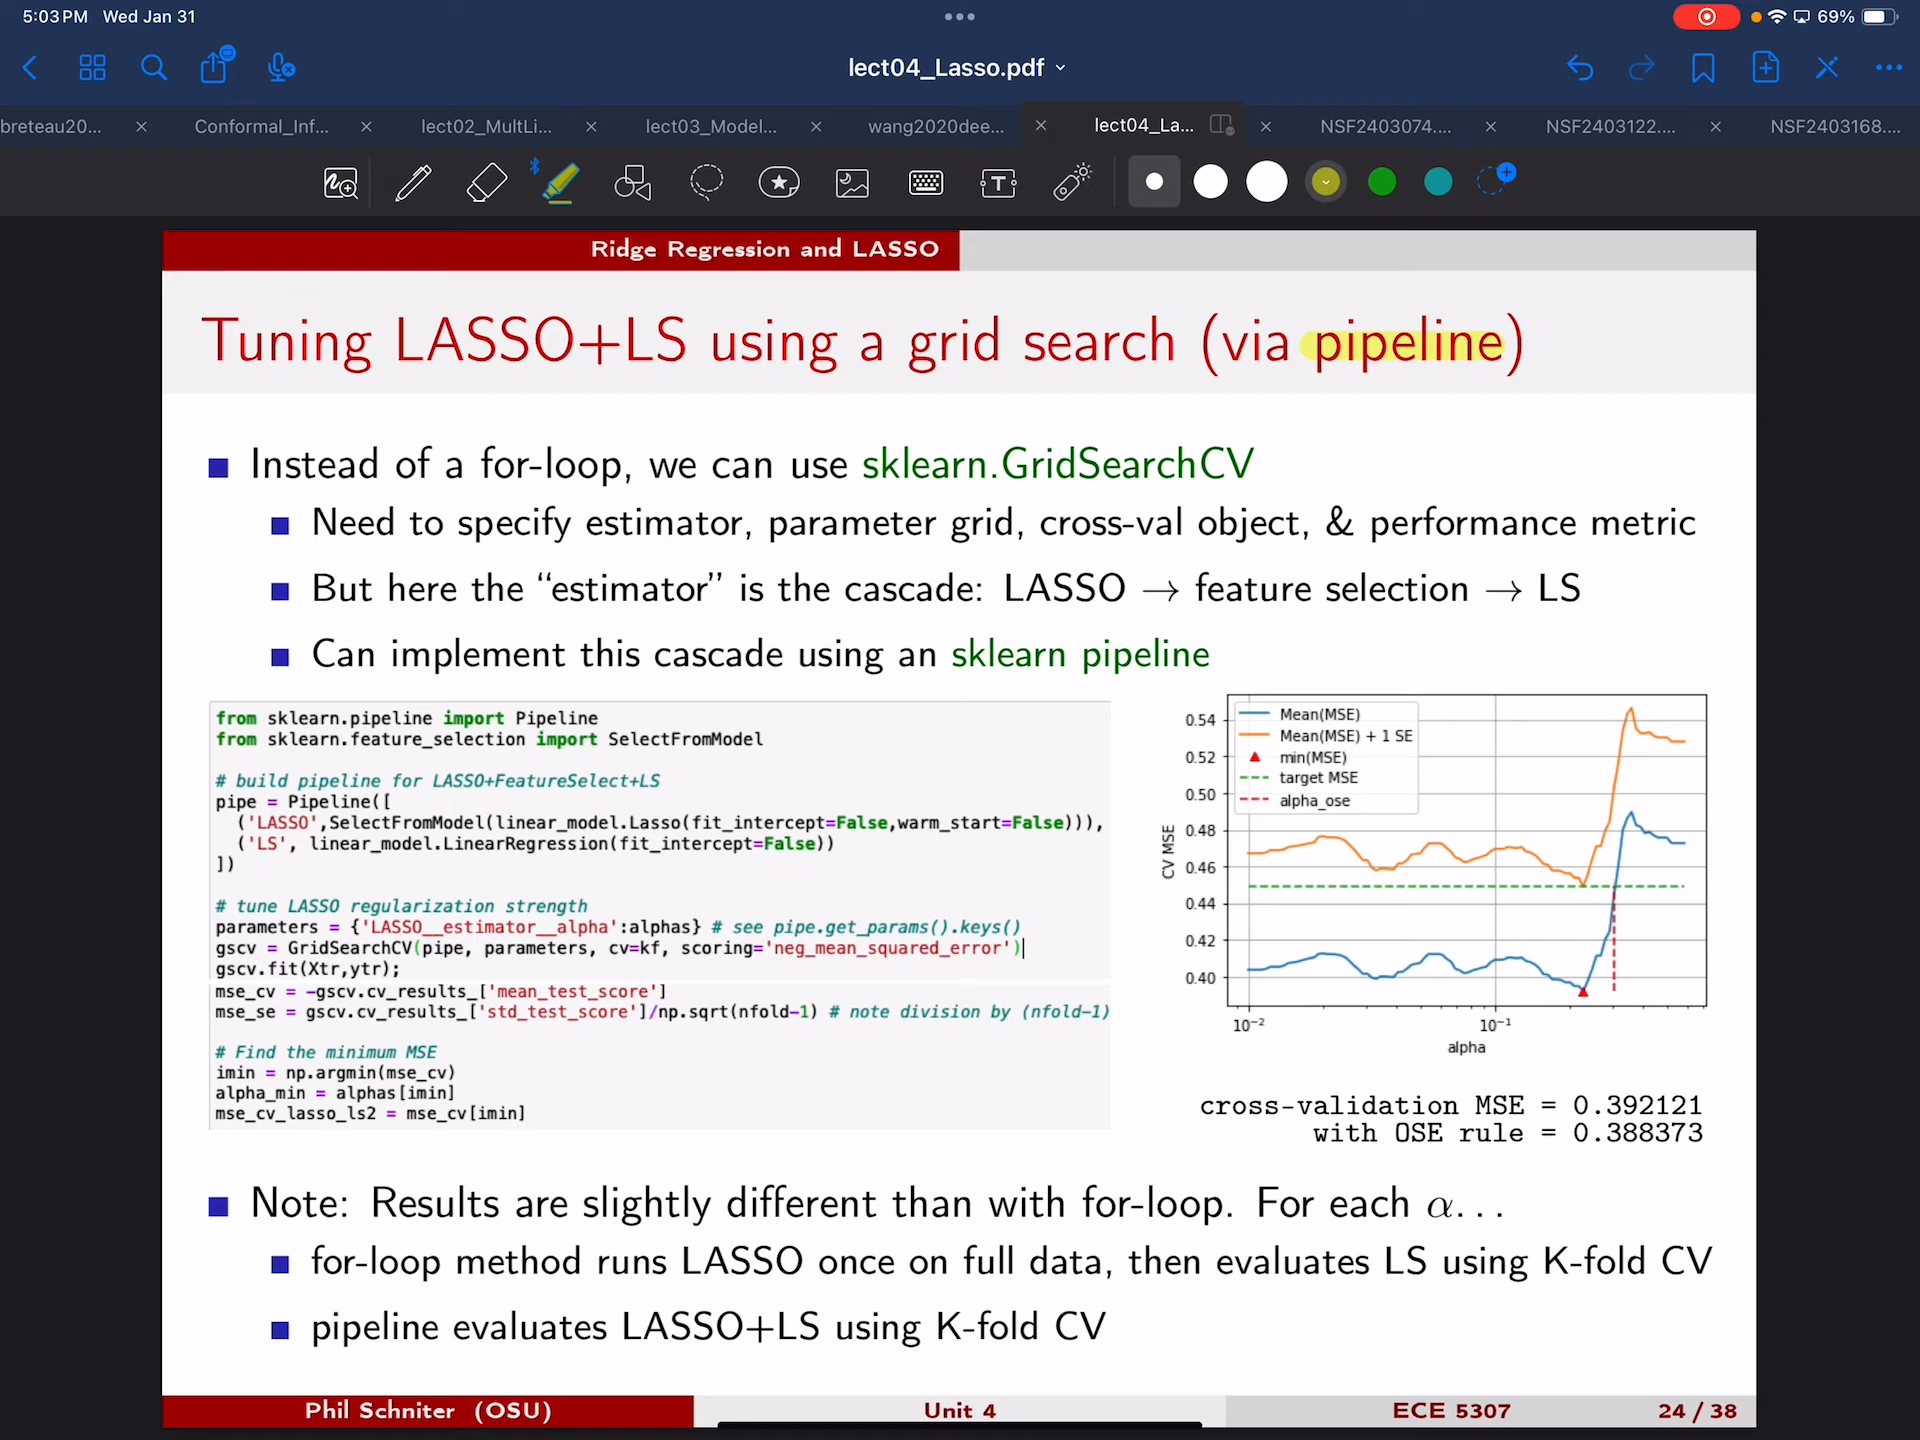 5:03 PM Wed Jan 31
69%
lect04_Lasso.pdf
breteau20...
Conformal_Inf...
lect02_MultLi...
lect03_Model...
wang2020dee...
lect04_La...
NSF2403074....
NSF2403122....
NSF2403168....
Ridge Regression and LASSO
Tuning LASSO+LS using a grid search (via pipeline)
Instead of a for-loop, we can use sklearn.GridSearchCV
Need to specify estimator, parameter grid, cross-val object, & performance metric
But here the “estimator” is the cascade: LASSO → feature selection → LS
Can implement this cascade using an sklearn pipeline
from sklearn.pipeline import Pipeline
from sklearn.feature_selection import SelectFromModel
# build pipeline for LASSO+FeatureSelect+LS
pipe = Pipeline([
('LASSO',SelectFromModel(linear_model.Lasso(fit_intercept=False,warm_start=False))),
('LS', linear_model.LinearRegression(fit_intercept=False))
])
# tune LASSO regularization strength
parameters = {'LASSO__estimator__alpha':alphas} # see pipe.get_params().keys()
gscv = GridSearchCV(pipe, parameters, cv=kf, scoring='neg_mean_squared_error')
gscv.fit(Xtr,ytr);
mse_cv = -gscv.cv_results_['mean_test_score']
mse_se = gscv.cv_results_['std_test_score']/np.sqrt(nfold-1) # note division by (nfold-1)
# Find the minimum MSE
imin = np.argmin(mse_cv)
alpha_min = alphas[imin]
mse_cv_lasso_ls2 = mse_cv[imin]
Mean(MSE)
Mean(MSE) + 1 SE
min(MSE)
target MSE
alpha_ose
CV MSE
0.54
0.52
0.50
0.48
0.46
0.44
0.42
0.40
10⁻²
10⁻¹
alpha
cross-validation MSE = 0.392121
with OSE rule = 0.388373
Note: Results are slightly different than with for-loop. For each α...
for-loop method runs LASSO once on full data, then evaluates LS using K-fold CV
pipeline evaluates LASSO+LS using K-fold CV
Phil Schniter (OSU)
Unit 4
ECE 5307
24 / 38